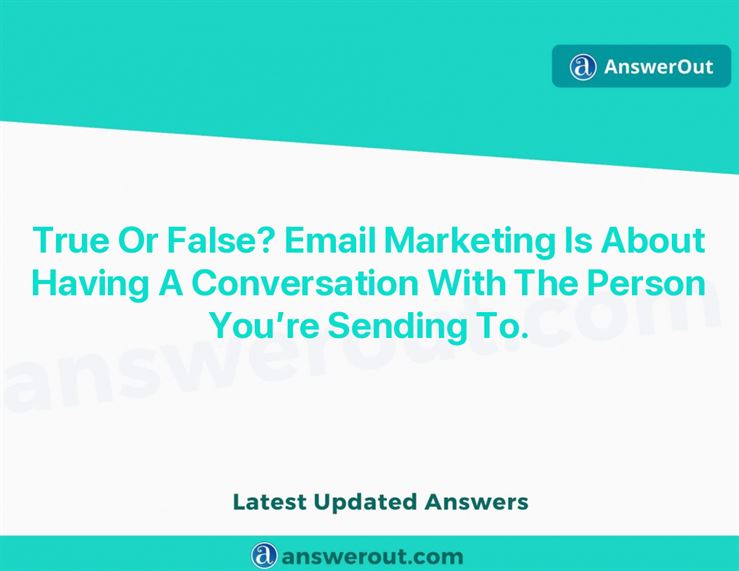 AnswerOut
True Or False? Email Marketing Is About
Having A Conversation With The Person
You're Sending To.
answerout.com
Latest Updated Answers
answerout.com